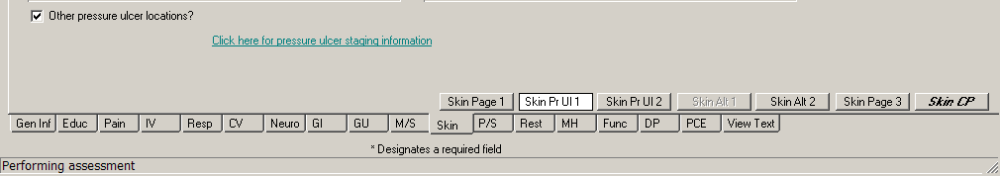 Other pressure ulcer locations?
Click here for pressure ulcer staging information
Skin Page 1 Skin Pr Ul 1 Skin Pr Ul 2 Skin Alt 1 Skin Alt 2 Skin Page 3 Skin CP
Gen Inf Educ Pain IV Resp CV Neuro GI GU M/S Skin P/S Rest MH Func DP PCE View Text
* Designates a required field
Performing assessment